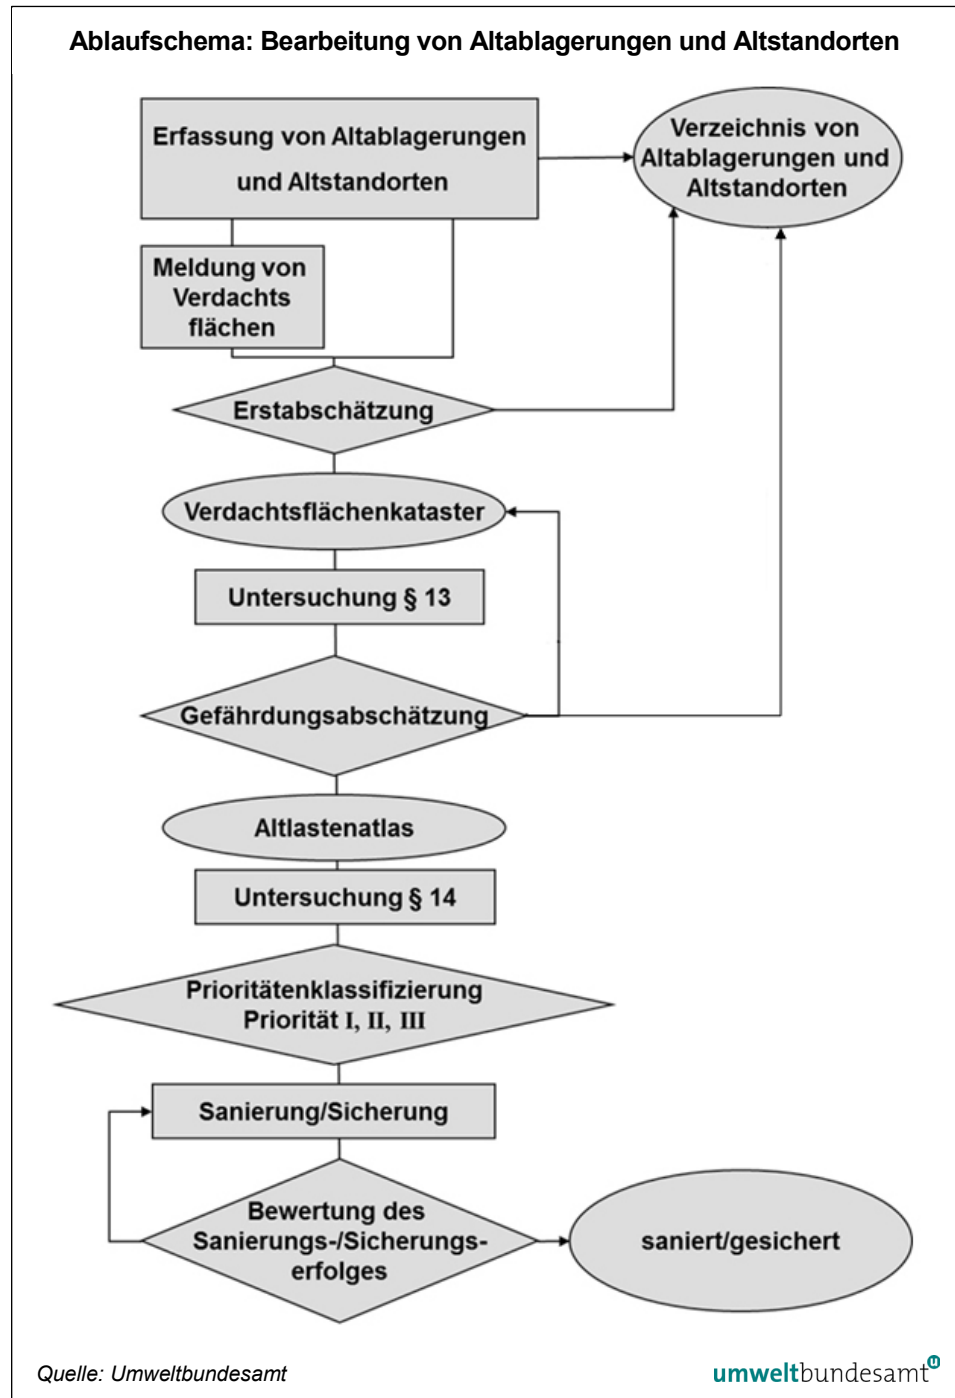 Ablaufschema: Bearbeitung von Altablagerungen und Altstandorten
Erfassung von Altablagerungen
und Altstandorten
Verzeichnis von
Altablagerungen und
Altstandorten
Meldung von
Verdachts
flächen
Erstabschätzung
Verdachtsflächenkataster
Untersuchung § 13
Gefährdungsabschätzung
Altlastenatlas
Untersuchung § 14
Prioritätenklassifizierung
Priorität I, II, III
Sanierung/Sicherung
Bewertung des
Sanierungs-/Sicherungs-
erfolges
saniert/gesichert
Quelle: Umweltbundesamt
umweltbundesamt u